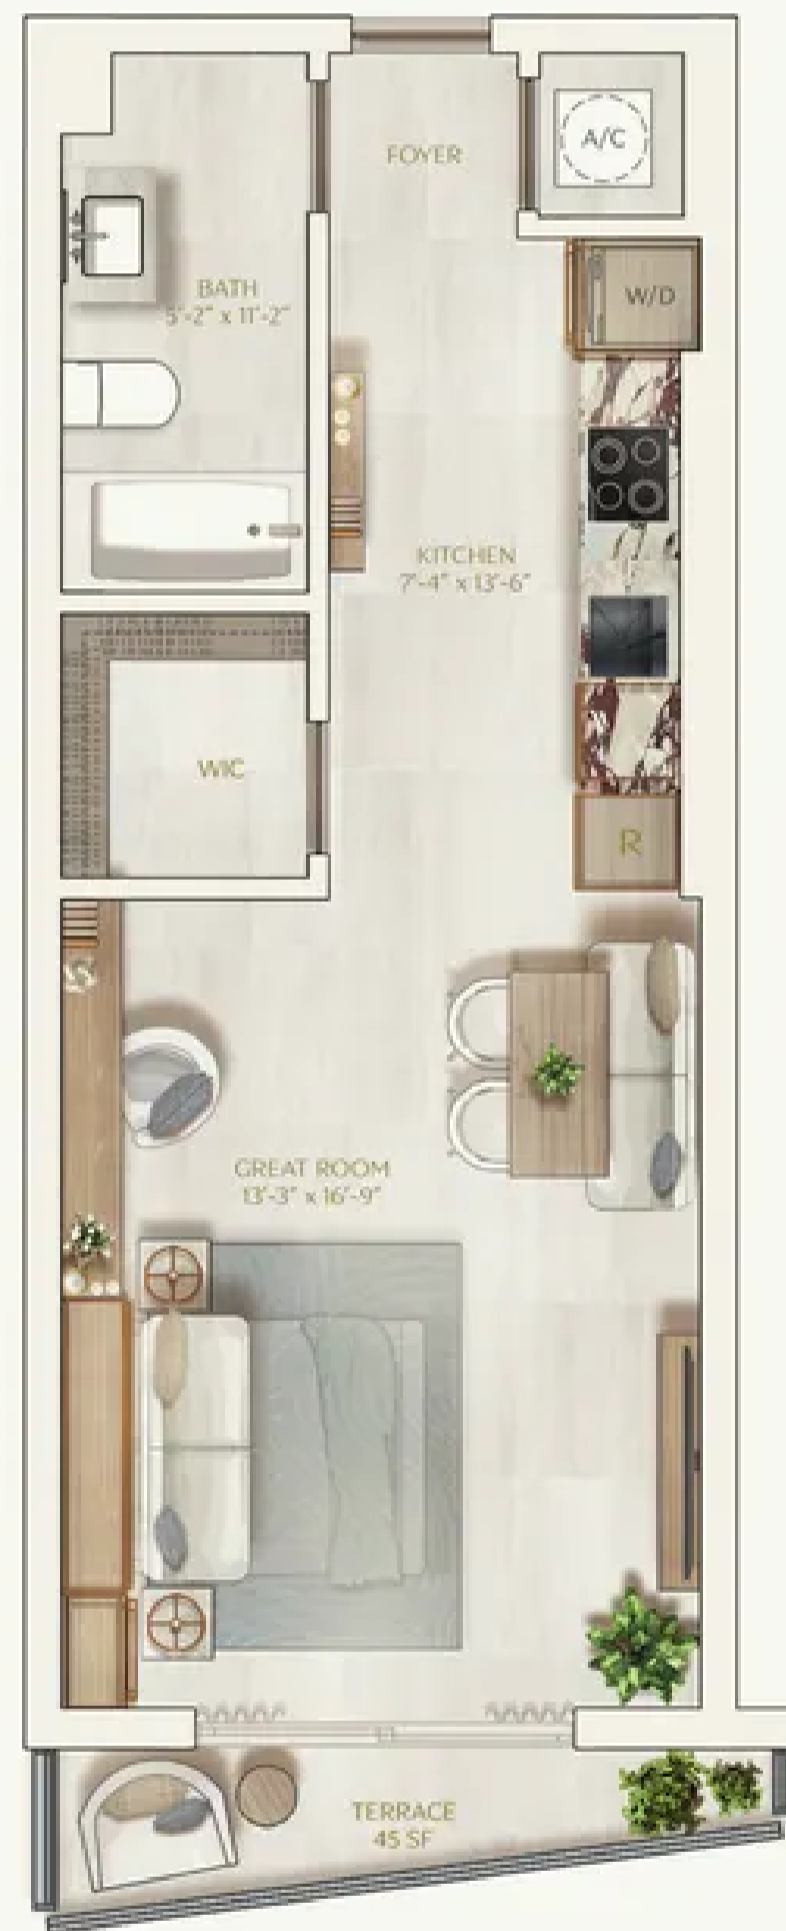 FOYER
A/C
BATH
5'-2" x 11'-2"
W/D
KITCHEN
7'-4" x 13'-6"
WIC
R
GREAT ROOM
13'-3" x 16'-9"
TERRACE
45 SF